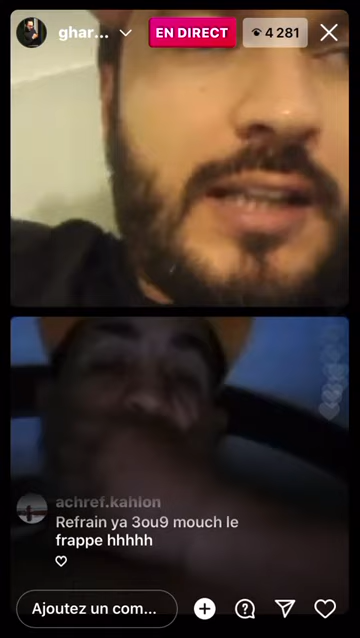 ghar...
EN DIRECT
4 281
achref.kahlon
Refrain ya 3ou9 mouch le
frappe hhhhh
Ajoutez un com...